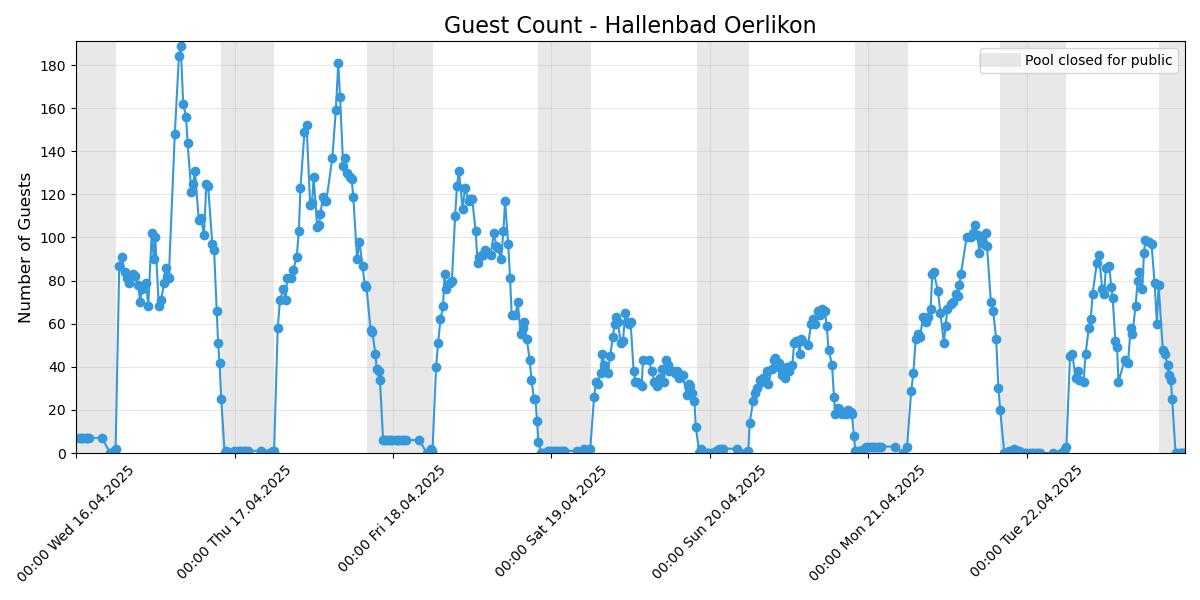 Guest Count - Hallenbad Oerlikon
Pool closed for public
Number of Guests
180
160
140
120
100
80
60
40
20
0
00:00 Wed 16.04.2025
00:00 Thu 17.04.2025
00:00 Fri 18.04.2025
00:00 Sat 19.04.2025
00:00 Sun 20.04.2025
00:00 Mon 21.04.2025
00:00 Tue 22.04.2025